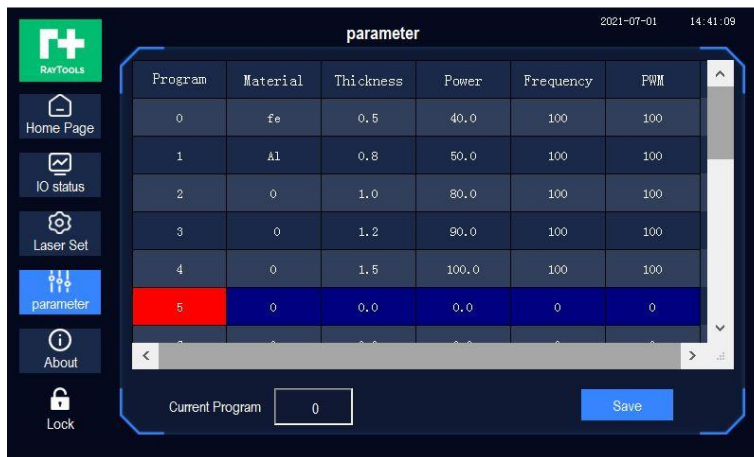 parameter
2021-07-01 14:41:09
RAYTOOLS
Home Page
IO status
Laser Set
parameter
About
Lock
Program Material Thickness Power Frequency PWM
0 fe 0.5 40.0 100 100
1 Al 0.8 50.0 100 100
2 0 1.0 80.0 100 100
3 0 1.2 90.0 100 100
4 0 1.5 100.0 100 100
5 0 0.0 0.0 0 0
Current Program 0
Save